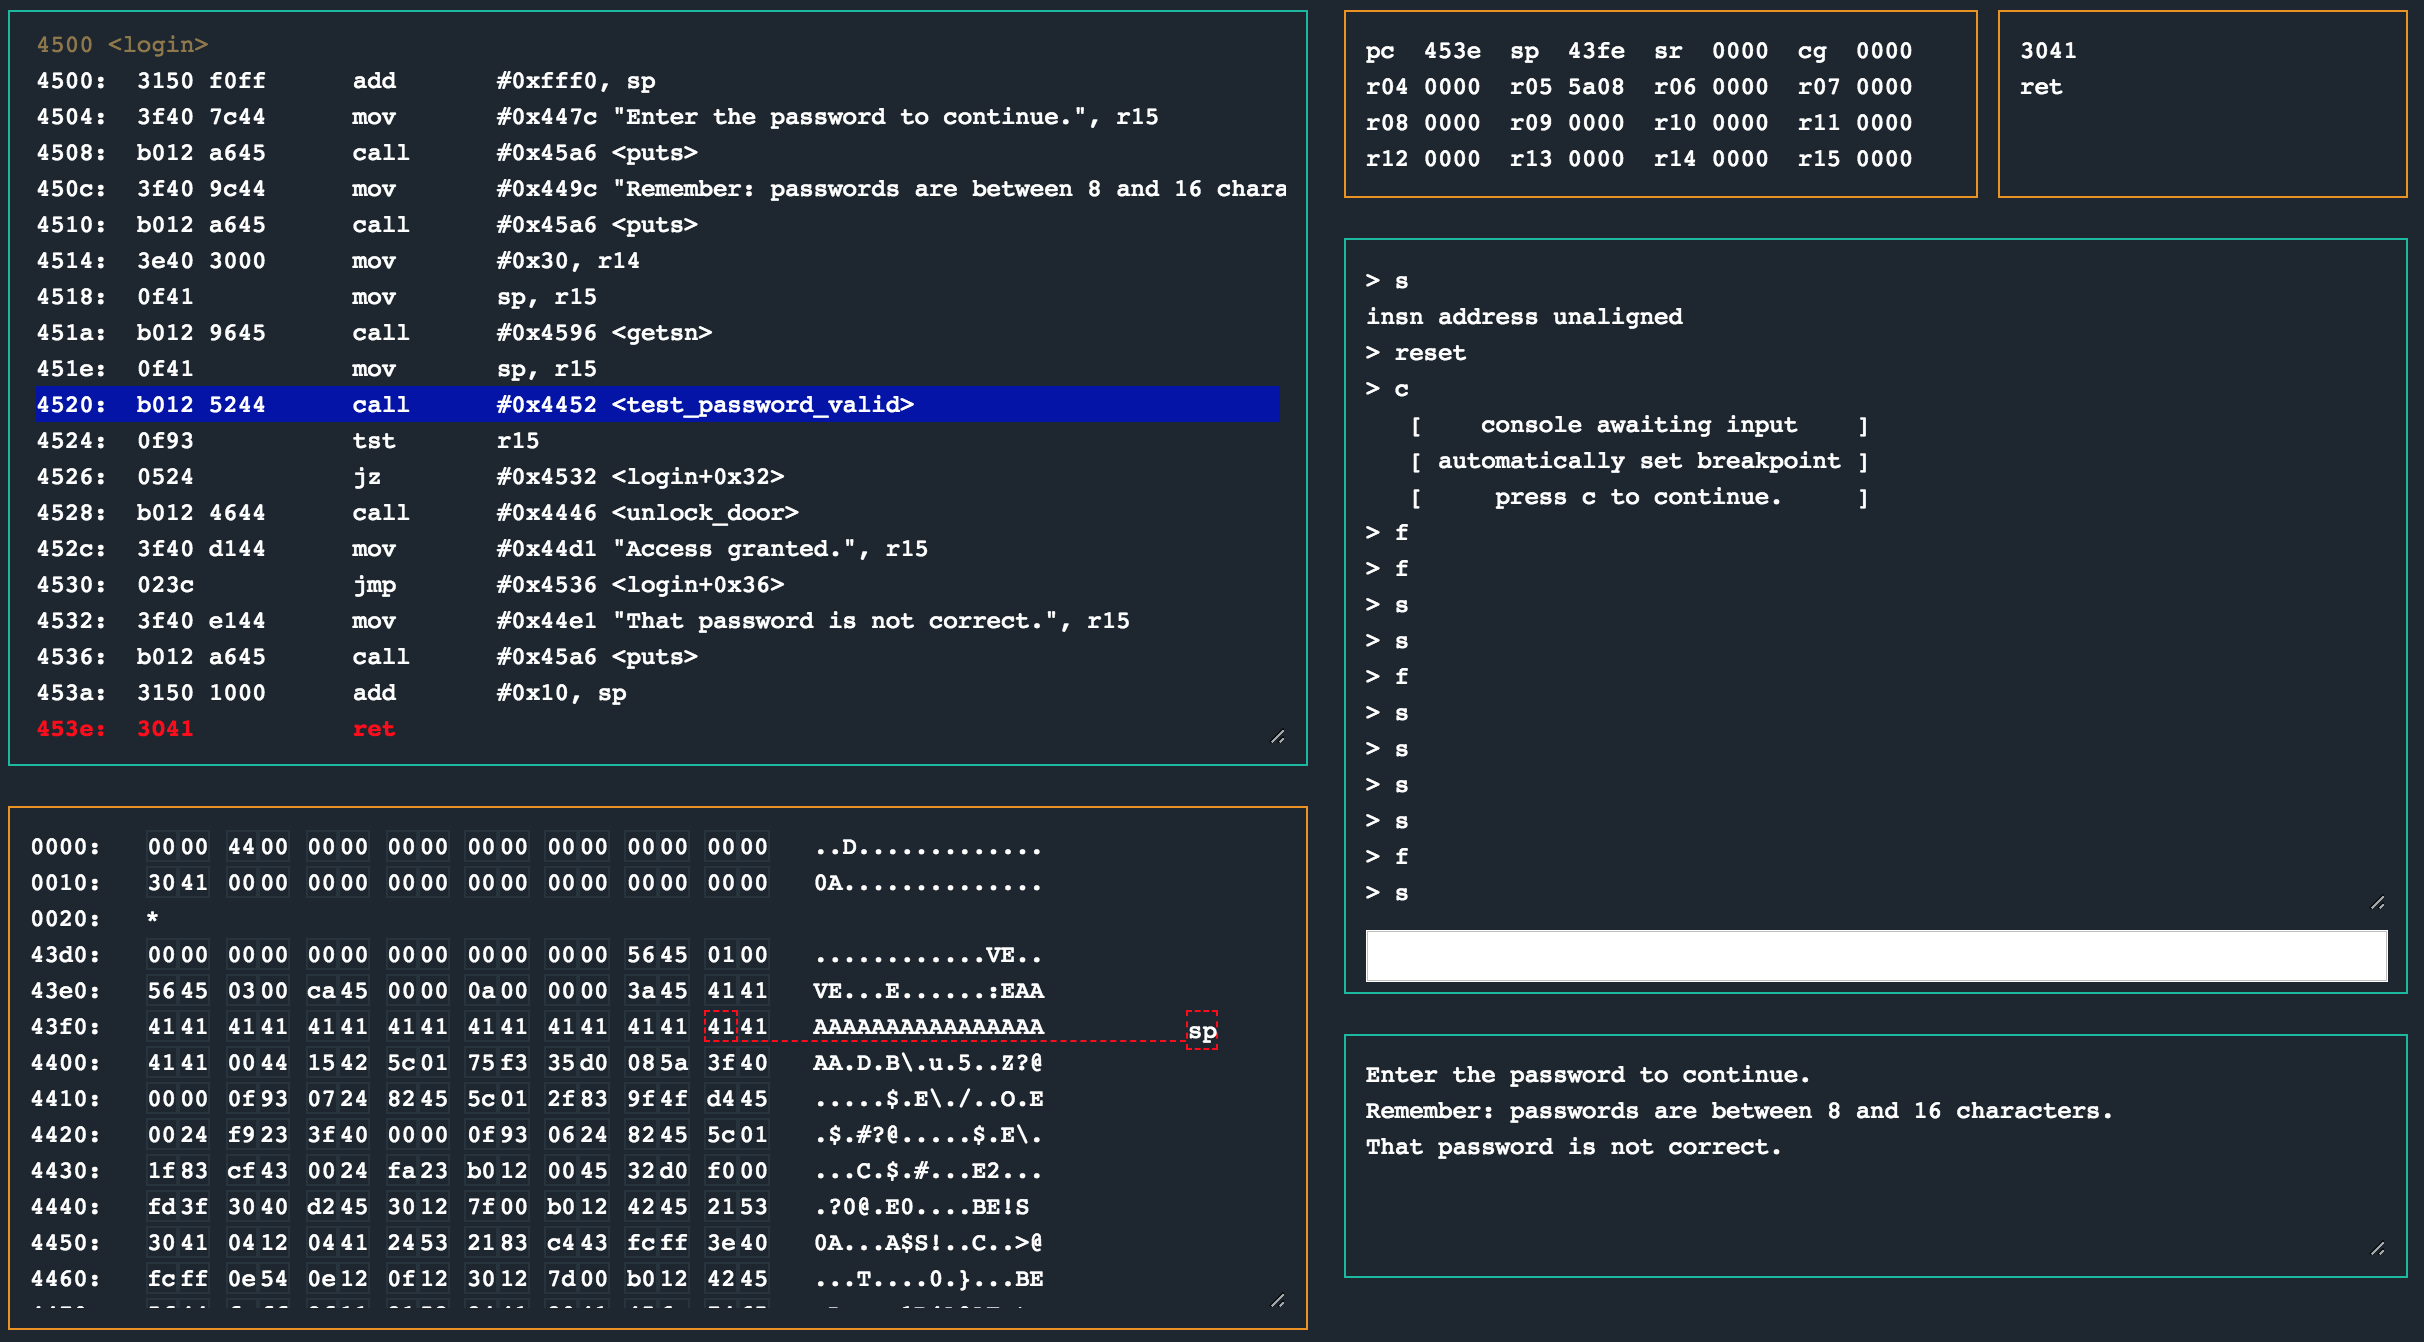 4500 <login>
4500:  3150 f0ff      add       #0xfff0, sp
4504:  3f40 7c44      mov       #0x447c "Enter the password to continue.", r15
4508:  b012 a645      call      #0x45a6 <puts>
450c:  3f40 9c44      mov       #0x449c "Remember: passwords are between 8 and 16 chara
4510:  b012 a645      call      #0x45a6 <puts>
4514:  3e40 3000      mov       #0x30, r14
4518:  0f41           mov       sp, r15
451a:  b012 9645      call      #0x4596 <getsn>
451e:  0f41           mov       sp, r15
4520:  b012 5244      call      #0x4452 <test_password_valid>
4524:  0f93           tst       r15
4526:  0524           jz        #0x4532 <login+0x32>
4528:  b012 4644      call      #0x4446 <unlock_door>
452c:  3f40 d144      mov       #0x44d1 "Access granted.", r15
4530:  023c           jmp       #0x4536 <login+0x36>
4532:  3f40 e144      mov       #0x44e1 "That password is not correct.", r15
4536:  b012 a645      call      #0x45a6 <puts>
453a:  3150 1000      add       #0x10, sp
453e:  3041           ret
0000:   0000 4400 0000 0000 0000 0000 0000 0000   ..D.............
0010:   3041 0000 0000 0000 0000 0000 0000 0000   0A..............
0020:   *
43d0:   0000 0000 0000 0000 0000 0000 5645 0100   ............VE..
43e0:   5645 0300 ca45 0000 0a00 0000 3a45 4141   VE...E......:EAA
43f0:   4141 4141 4141 4141 4141 4141 4141 4141   AAAAAAAAAAAAAAAA sp
4400:   4141 0044 1542 5c01 75f3 35d0 085a 3f40   AA.D.B\.u.5..Z?@
4410:   0000 0f93 0724 8245 5c01 2f83 9f4f d445   .....$.E\./..O.E
4420:   0024 f923 3f40 0000 0f93 0624 8245 5c01   .$.#?@.....$.E\.
4430:   1f83 cf43 0024 fa23 b012 0045 32d0 f000   ...C.$.#...E2...
4440:   fd3f 3040 d245 3012 7f00 b012 4245 2153   .?0@.E0....BE!S
4450:   3041 0412 0441 2453 2183 c443 fcff 3e40   0A...A$S!..C..>@
4460:   fcff 0e54 0e12 0f12 3012 7d00 b012 4245   ...T....0.}...BE
pc  453e  sp  43fe  sr  0000  cg  0000
r04 0000  r05 5a08  r06 0000  r07 0000
r08 0000  r09 0000  r10 0000  r11 0000
r12 0000  r13 0000  r14 0000  r15 0000
3041
ret
> s
insn address unaligned
> reset
> c
[    console awaiting input    ]
[ automatically set breakpoint ]
[     press c to continue.     ]
> f
> f
> s
> s
> f
> s
> s
> s
> s
> f
> s
Enter the password to continue.
Remember: passwords are between 8 and 16 characters.
That password is not correct.